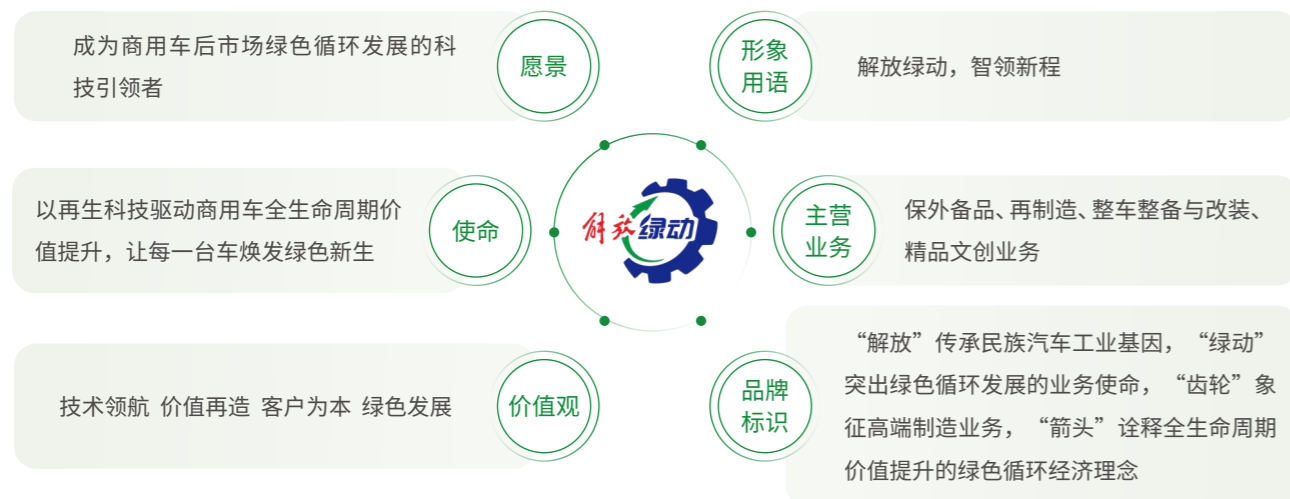 成为商用车后市场绿色循环发展的科
技引领者
愿景
形象
用语
解放绿动，智领新程
以再生科技驱动商用车全生命周期价
值提升，让每一台车焕发绿色新生
使命
解放绿动
主营
业务
保外备品、再制造、整车整备与改装、
精品文创业务
技术领航 价值再造 客户为本 绿色发展
价值观
品牌
标识
“解放”传承民族汽车工业基因，“绿动”
突出绿色循环发展的业务使命，“齿轮”象
征高端制造业务，“箭头”诠释全生命周期
价值提升的绿色循环经济理念